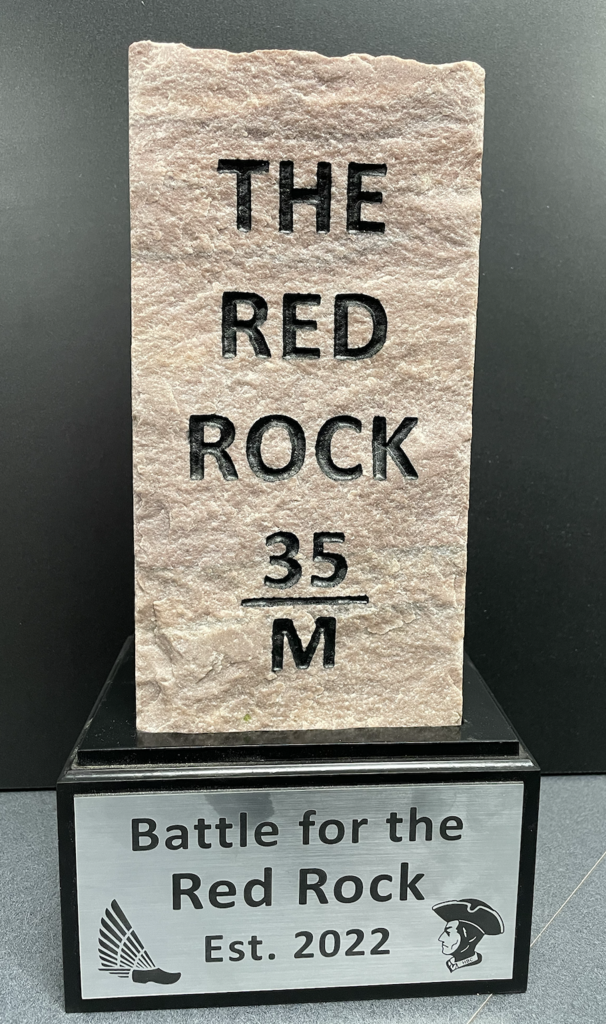 THE
RED
ROCK
35
M
Battle for the
Red Rock
Est. 2022